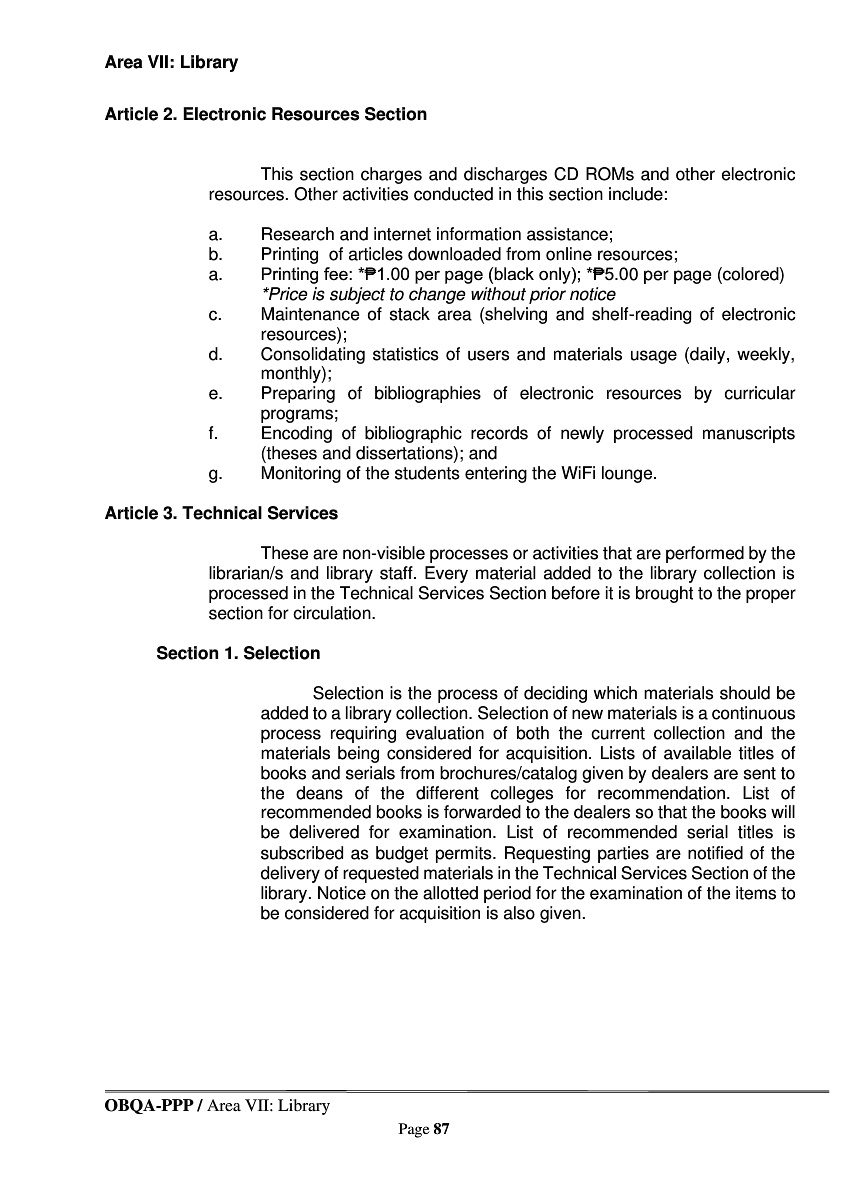 Area VII: Library
Article 2. Electronic Resources Section
This section charges and discharges CD ROMs and other electronic
resources. Other activities conducted in this section include:
a. Research and internet information assistance;
b. Printing of articles downloaded from online resources;
a. Printing fee: *₱1.00 per page (black only); *₱5.00 per page (colored)
*Price is subject to change without prior notice
c. Maintenance of stack area (shelving and shelf-reading of electronic
resources);
d. Consolidating statistics of users and materials usage (daily, weekly,
monthly);
e. Preparing of bibliographies of electronic resources by curricular
programs;
f. Encoding of bibliographic records of newly processed manuscripts
(theses and dissertations); and
g. Monitoring of the students entering the WiFi lounge.
Article 3. Technical Services
These are non-visible processes or activities that are performed by the
librarian/s and library staff. Every material added to the library collection is
processed in the Technical Services Section before it is brought to the proper
section for circulation.
Section 1. Selection
Selection is the process of deciding which materials should be
added to a library collection. Selection of new materials is a continuous
process requiring evaluation of both the current collection and the
materials being considered for acquisition. Lists of available titles of
books and serials from brochures/catalog given by dealers are sent to
the deans of the different colleges for recommendation. List of
recommended books is forwarded to the dealers so that the books will
be delivered for examination. List of recommended serial titles is
subscribed as budget permits. Requesting parties are notified of the
delivery of requested materials in the Technical Services Section of the
library. Notice on the allotted period for the examination of the items to
be considered for acquisition is also given.
OBQA-PPP / Area VII: Library
Page 87